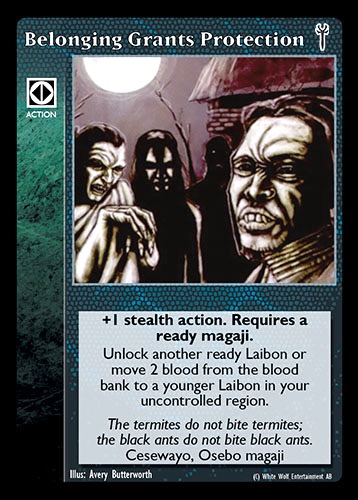 Belonging Grants Protection
ACTION
+1 stealth action. Requires a
ready magaji.
Unlock another ready Laibon or
move 2 blood from the blood
bank to a younger Laibon in your
uncontrolled region.
The termites do not bite termites;
the black ants do not bite black ants.
Cesewayo, Osebo magaji
Illus: Avery Butterworth
(C) White Wolf Entertainment AB